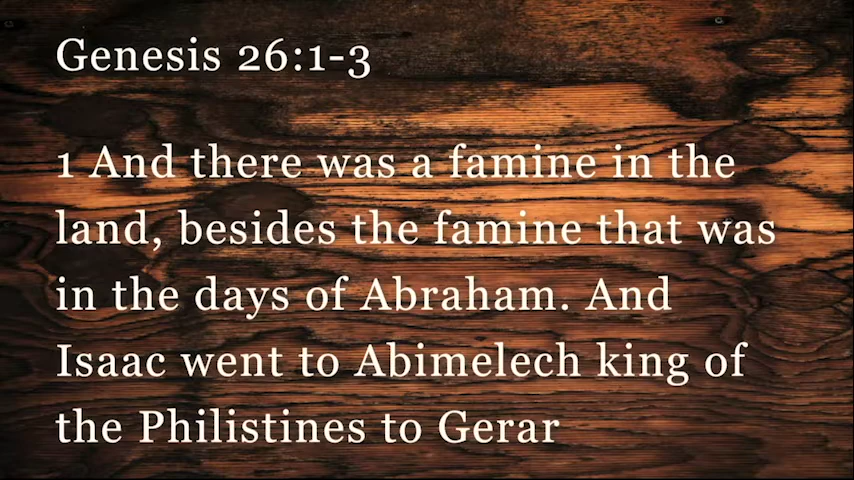 Genesis 26:1-3
1 And there was a famine in the
land, besides the famine that was
in the days of Abraham. And
Isaac went to Abimelech king of
the Philistines to Gerar